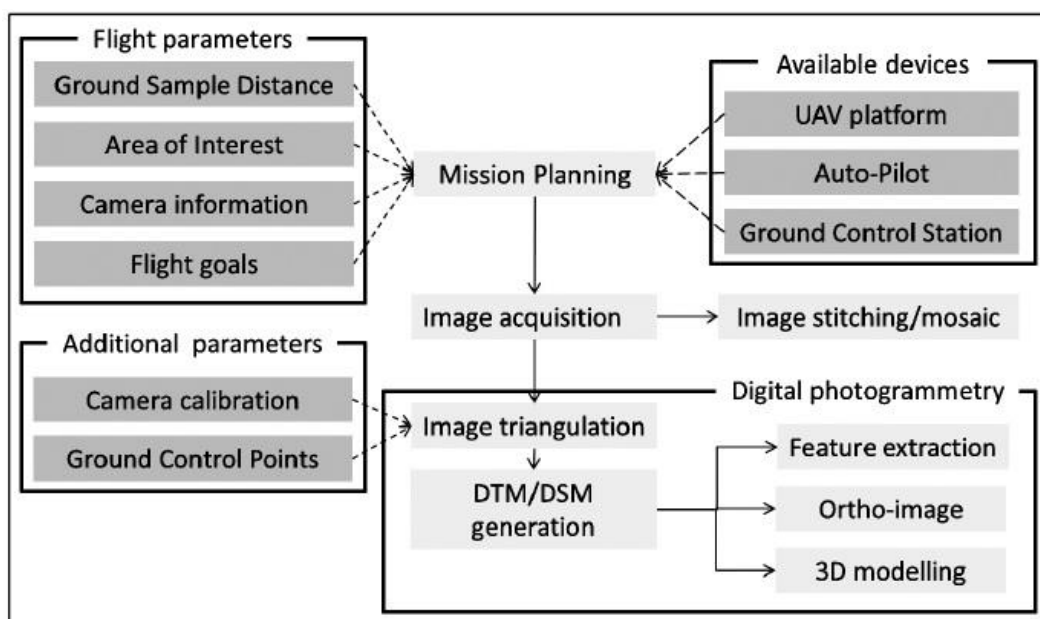 Flight parameters
Ground Sample Distance
Area of Interest
Camera information
Flight goals
Available devices
UAV platform
Auto-Pilot
Ground Control Station
Mission Planning
Image acquisition
Image stitching/mosaic
Additional parameters
Camera calibration
Ground Control Points
Digital photogrammetry
Image triangulation
DTM/DSM
generation
Feature extraction
Ortho-image
3D modelling